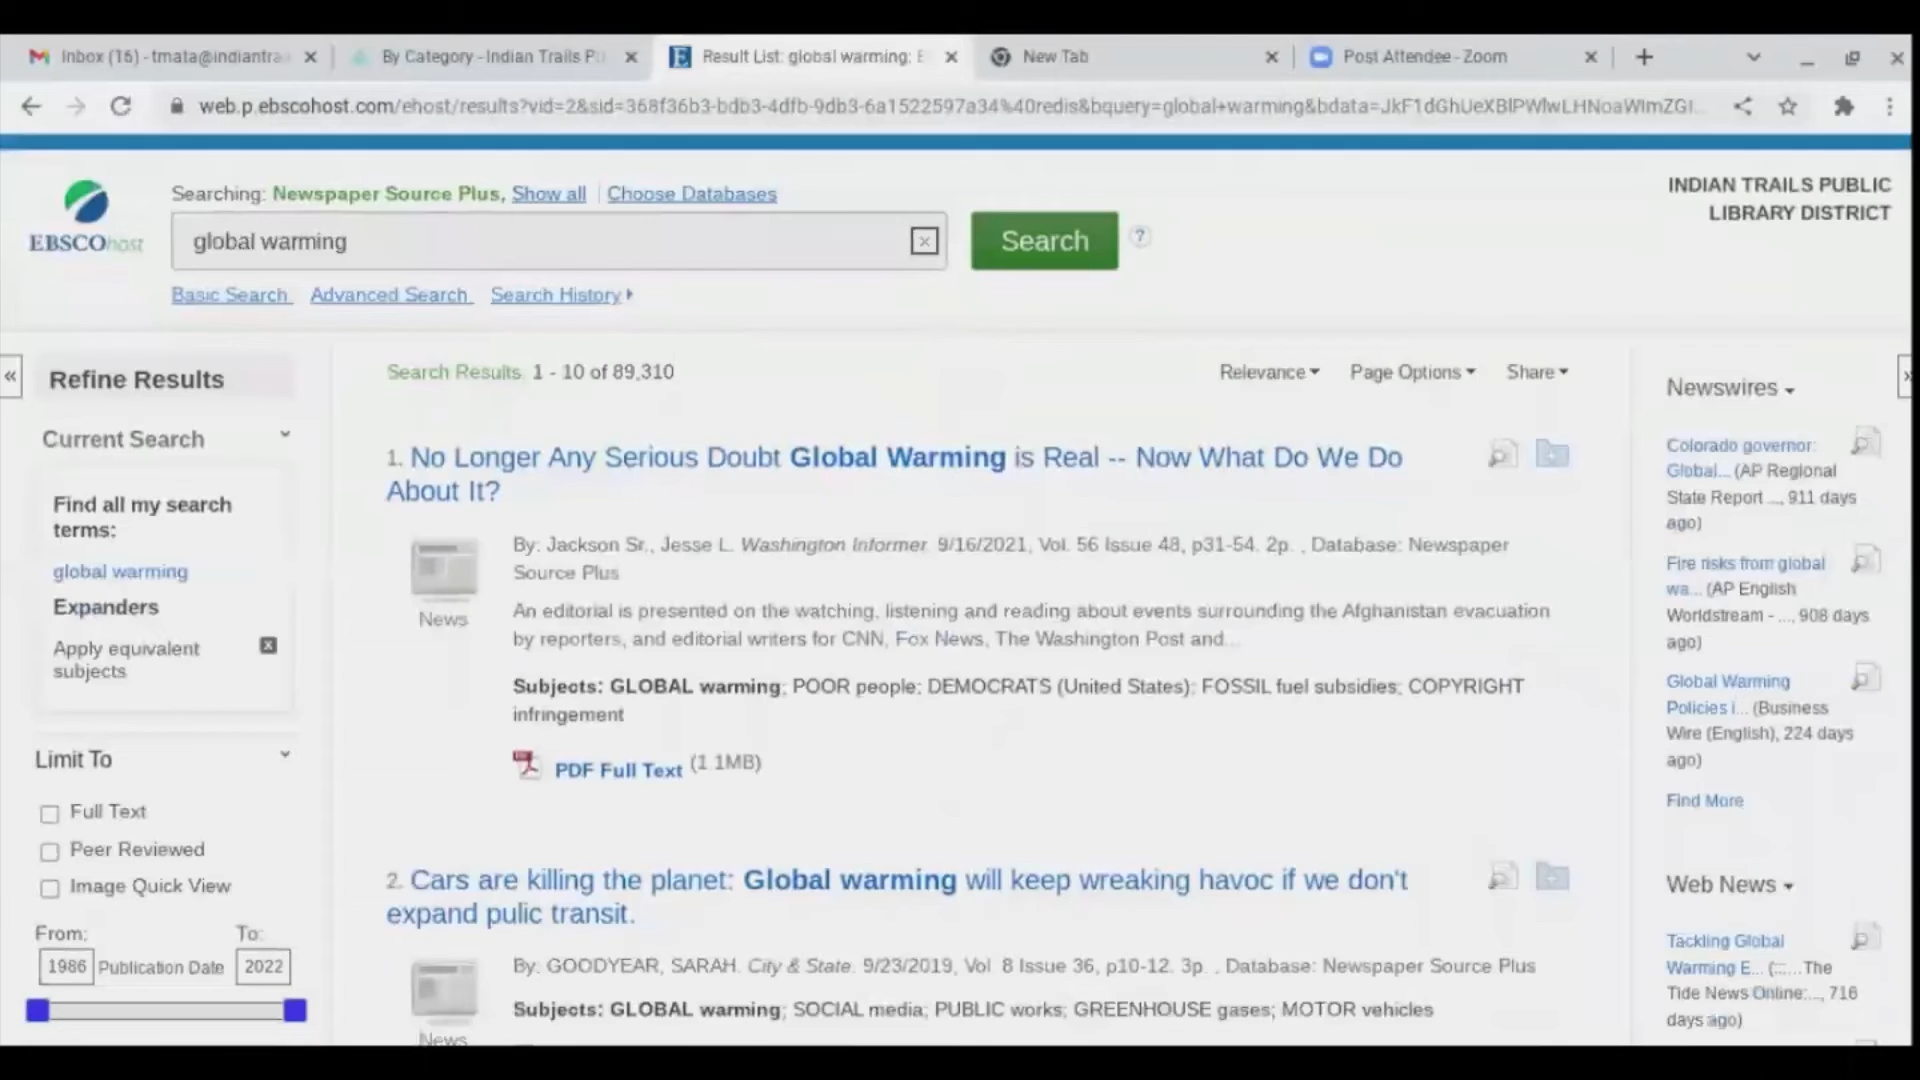 Inbox (16) - tmata@indiantra
By Category - Indian Trails Pu
Result List: global warming: E
New Tab
Post Attendee - Zoom
web.p.ebscohost.com/ehost/results?vid=2&sid=368f36b3-bdb3-4dfb-9db3-6a1522597a34%40redis&bquery=global+warming&bdata=JkF1dGhUeXBlPWlwLHNoaWImZGl...
INDIAN TRAILS PUBLIC
LIBRARY DISTRICT
EBSCOhost
Searching: Newspaper Source Plus, Show all | Choose Databases
global warming
Search
?
Basic Search Advanced Search Search History
Refine Results
Current Search
Find all my search
terms:
global warming
Expanders
Apply equivalent
subjects
Limit To
Full Text
Peer Reviewed
Image Quick View
From: To:
1986 Publication Date 2022
Search Results: 1 - 10 of 89,310
Relevance Page Options Share
1. No Longer Any Serious Doubt Global Warming is Real -- Now What Do We Do
About It?
News
By: Jackson Sr., Jesse L. Washington Informer. 9/16/2021, Vol. 56 Issue 48, p31-54. 2p. , Database: Newspaper
Source Plus
An editorial is presented on the watching, listening and reading about events surrounding the Afghanistan evacuation
by reporters, and editorial writers for CNN, Fox News, The Washington Post and...
Subjects: GLOBAL warming; POOR people; DEMOCRATS (United States); FOSSIL fuel subsidies; COPYRIGHT
infringement
PDF Full Text (1.1MB)
2. Cars are killing the planet: Global warming will keep wreaking havoc if we don't
expand pulic transit.
By: GOODYEAR, SARAH. City & State. 9/23/2019, Vol. 8 Issue 36, p10-12. 3p. , Database: Newspaper Source Plus
Subjects: GLOBAL warming; SOCIAL media; PUBLIC works; GREENHOUSE gases; MOTOR vehicles
News
Newswires
Colorado governor:
Global... (AP Regional
State Report ..., 911 days
ago)
Fire risks from global
wa... (AP English
Worldstream - ..., 908 days
ago)
Global Warming
Policies i... (Business
Wire (English), 224 days
ago)
Find More
Web News
Tackling Global
Warming E... (::....The
Tide News Online:..., 716
days ago)